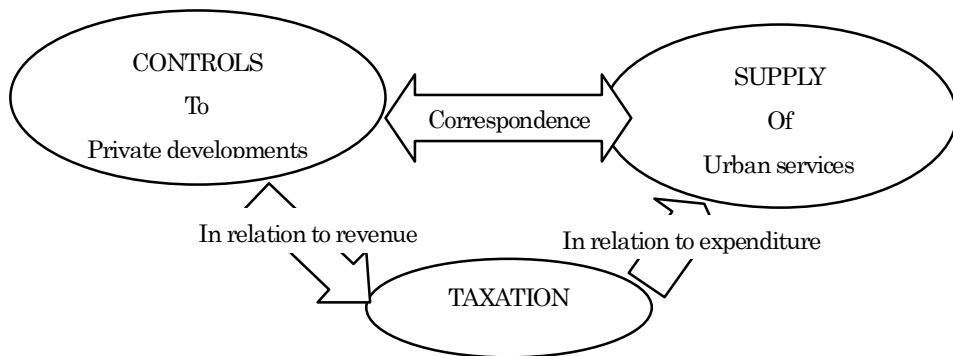 CONTROLS
To
Private developments
Correspondence
SUPPLY
Of
Urban services
In relation to revenue
In relation to expenditure
TAXATION